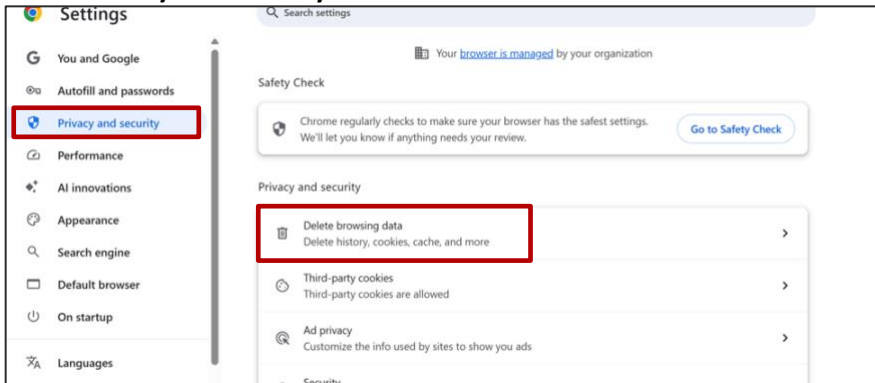 Settings
Search settings
You and Google
Autofill and passwords
Privacy and security
Performance
AI innovations
Appearance
Search engine
Default browser
On startup
Languages
Your browser is managed by your organization
Safety Check
Chrome regularly checks to make sure your browser has the safest settings.
We'll let you know if anything needs your review.
Go to Safety Check
Privacy and security
Delete browsing data
Delete history, cookies, cache, and more
Third-party cookies
Third-party cookies are allowed
Ad privacy
Customize the info used by sites to show you ads
Security